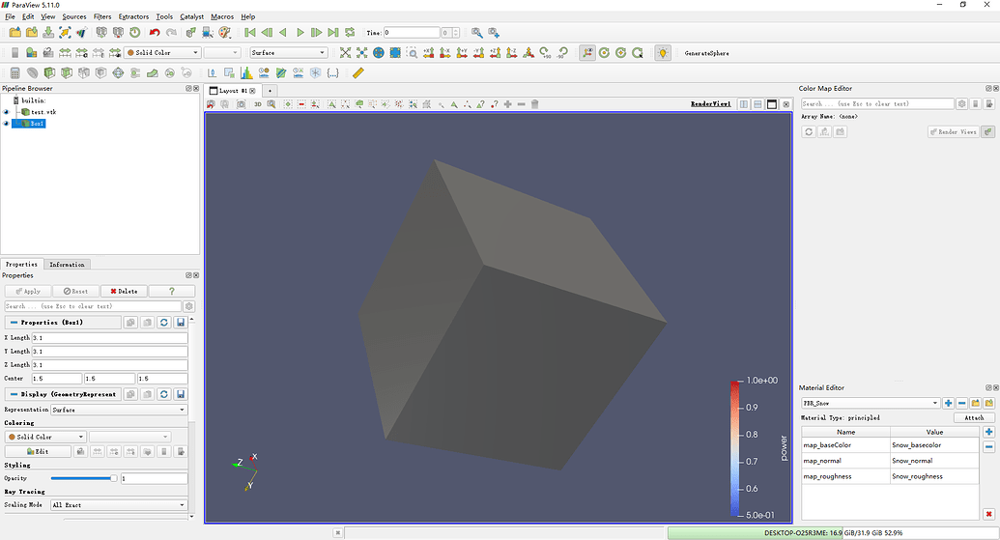 ParaView 5.11.0
File Edit View Sources Filters Extractors Tools Catalyst Macros Help
Time: 0 0
Solid Color Surface GenerateSphere
Pipeline Browser
builtin:
test.vtk
Box1
Layout #1
3D
RenderView1
Color Map Editor
Search ... (use Esc to clear text)
Array Name: <none>
Render Views
Properties Information
Properties
Apply Reset Delete ?
Search ... (use Esc to clear text)
Properties (Box1)
X Length 3.1
Y Length 3.1
Z Length 3.1
Center 1.5 1.5 1.5
Display (GeometryRepresent
Representation Surface
Coloring
Solid Color
Edit
Styling
Opacity 1
Ray Tracing
Scaling Mode All Exact
X
Z
Y
1.0e+00
0.9
0.8
0.7
0.6
5.0e-01
power
Material Editor
PBR_Snow
Material Type: principled Attach
Name Value
map_baseColor Snow_basecolor
map_normal Snow_normal
map_roughness Snow_roughness
DESKTOP-O25R3ME: 16.9 GiB/31.9 GiB 52.9%